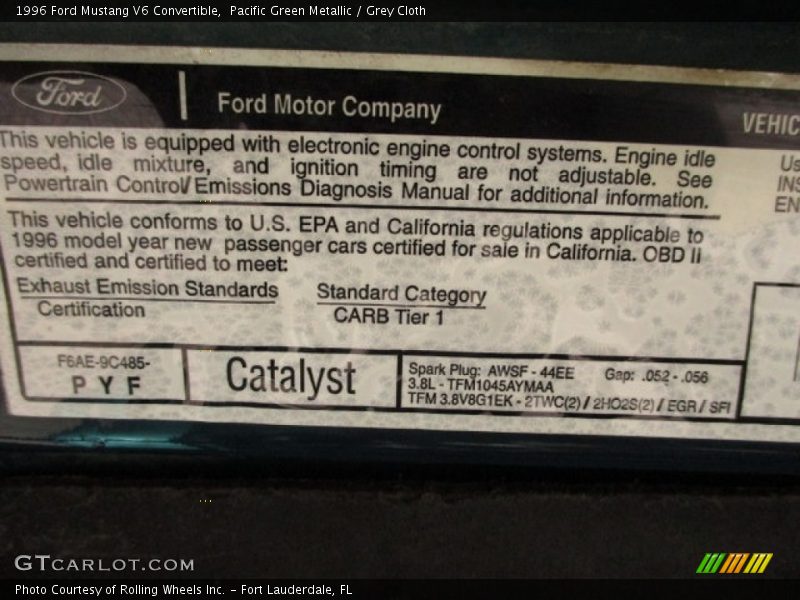 1996 Ford Mustang V6 Convertible, Pacific Green Metallic / Grey Cloth
Ford
Ford Motor Company
VEHIC
This vehicle is equipped with electronic engine control systems. Engine idle
speed, idle mixture, and ignition timing are not adjustable. See
Powertrain Control/Emissions Diagnosis Manual for additional information.
Us
INS
EN
This vehicle conforms to U.S. EPA and California regulations applicable to
1996 model year new passenger cars certified for sale in California. OBD II
certified and certified to meet:
Exhaust Emission Standards
Standard Category
Certification
CARB Tier 1
F6AE-9C485-
PYF
Catalyst
Spark Plug: AWSF - 44EE Gap: .052 - .056
3.8L - TFM1045AYMAA
TFM 3.8V8G1EK - 2TWC(2) / 2HO2S(2) / EGR / SFI
GTCARLOT.COM
Photo Courtesy of Rolling Wheels Inc. - Fort Lauderdale, FL